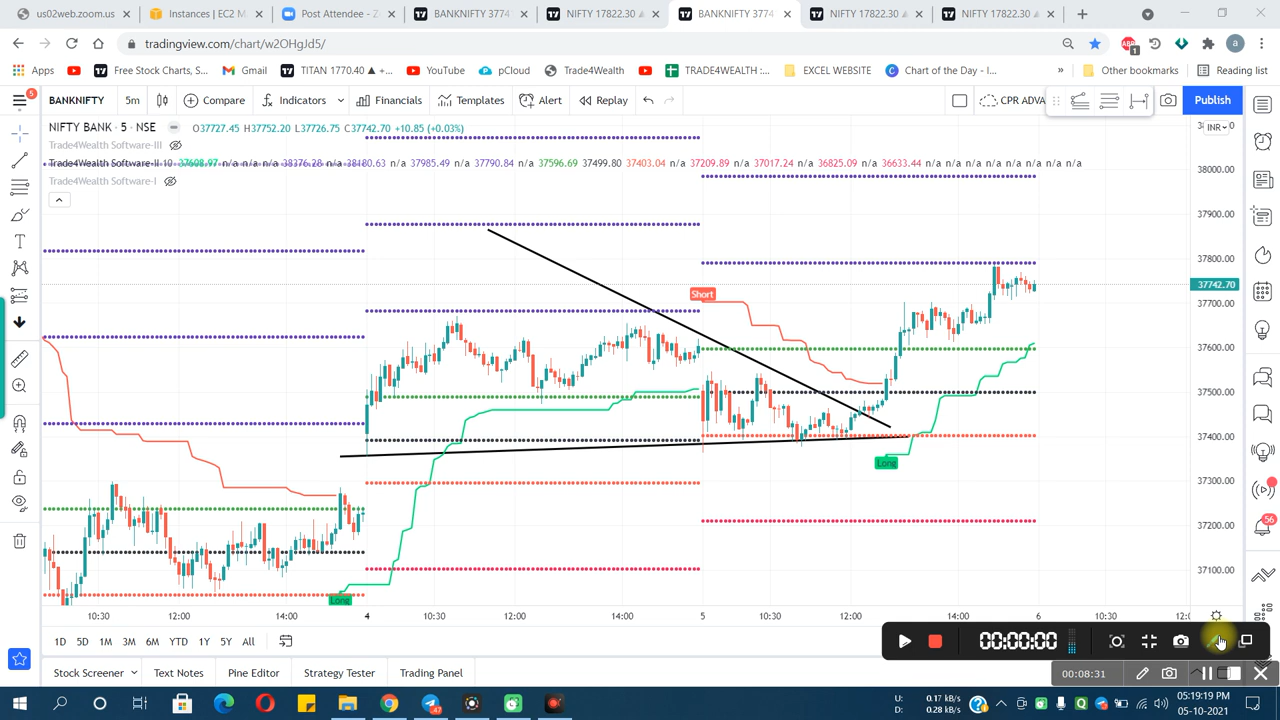 us02web.zoom.us/postattendee
Instances | EC2 M
Post Attendee - Z
BANKNIFTY 3774
NIFTY 17822.30
BANKNIFTY 3774
NIFTY 17822.30
NIFTY 17822.30
tradingview.com/chart/w2OHgJd5/
1
a
Apps
Free Stock Charts, S...
Gmail
TITAN 1770.40 ▲ +...
YouTube
pCloud
Trade4Wealth
TRADE4WEALTH :...
EXCEL WEBSITE
Chart of the Day - I...
»
Other bookmarks
Reading list
5
BANKNIFTY
5m
Compare
Indicators
Financials
Templates
Alert
Replay
CPR ADVA
Publish
NIFTY BANK · 5 · NSE
O37727.45 H37752.20 L37726.75 C37742.70 +10.85 (+0.03%)
INR
Trade4Wealth Software-III
Trade4Wealth Software-II 10 37608.97 n/a n/a n/a 38376.28 38180.63 n/a 37985.49 n/a 37790.84 n/a 37596.69 37499.80 37403.04 n/a 37209.89 n/a 37017.24 n/a 36825.09 n/a 36633.44 n/a n/a n/a n/a n/a n/a n/a
Trade4Wealth Software-I
38000.00
37900.00
37800.00
37742.70
37700.00
37600.00
37500.00
37400.00
37300.00
37200.00
37100.00
Short
Long
Long
10:30
12:00
14:00
4
10:30
12:00
14:00
5
10:30
12:00
14:00
6
10:30
56
1D 5D 1M 3M 6M YTD 1Y 5Y All
00:00:00
00:08:31
Stock Screener
Text Notes
Pine Editor
Strategy Tester
Trading Panel
U: 0.17 kB/s
D: 0.28 kB/s
05:19:19 PM
05-10-2021